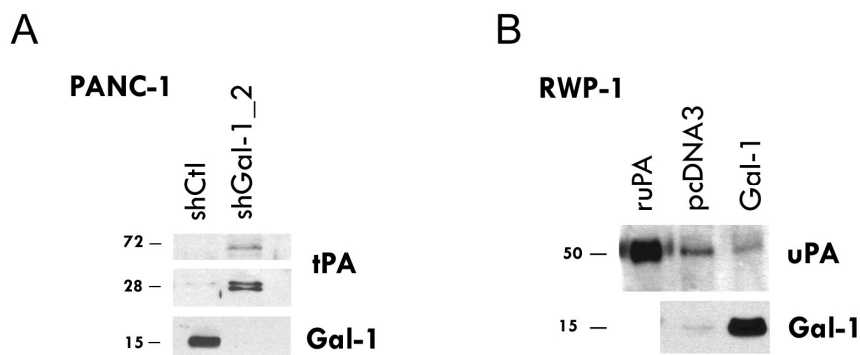 A
PANC-1
shCtl
shGal-1_2
72
tPA
28
15
Gal-1
B
RWP-1
ruPA
pcDNA3
Gal-1
50
uPA
15
Gal-1